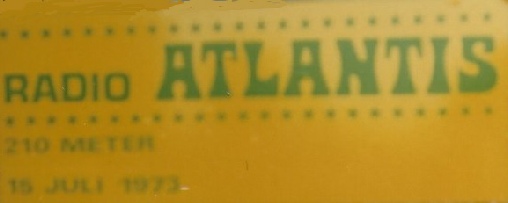 RADIO ATLANTIS
210 METER
15 JULI 1973